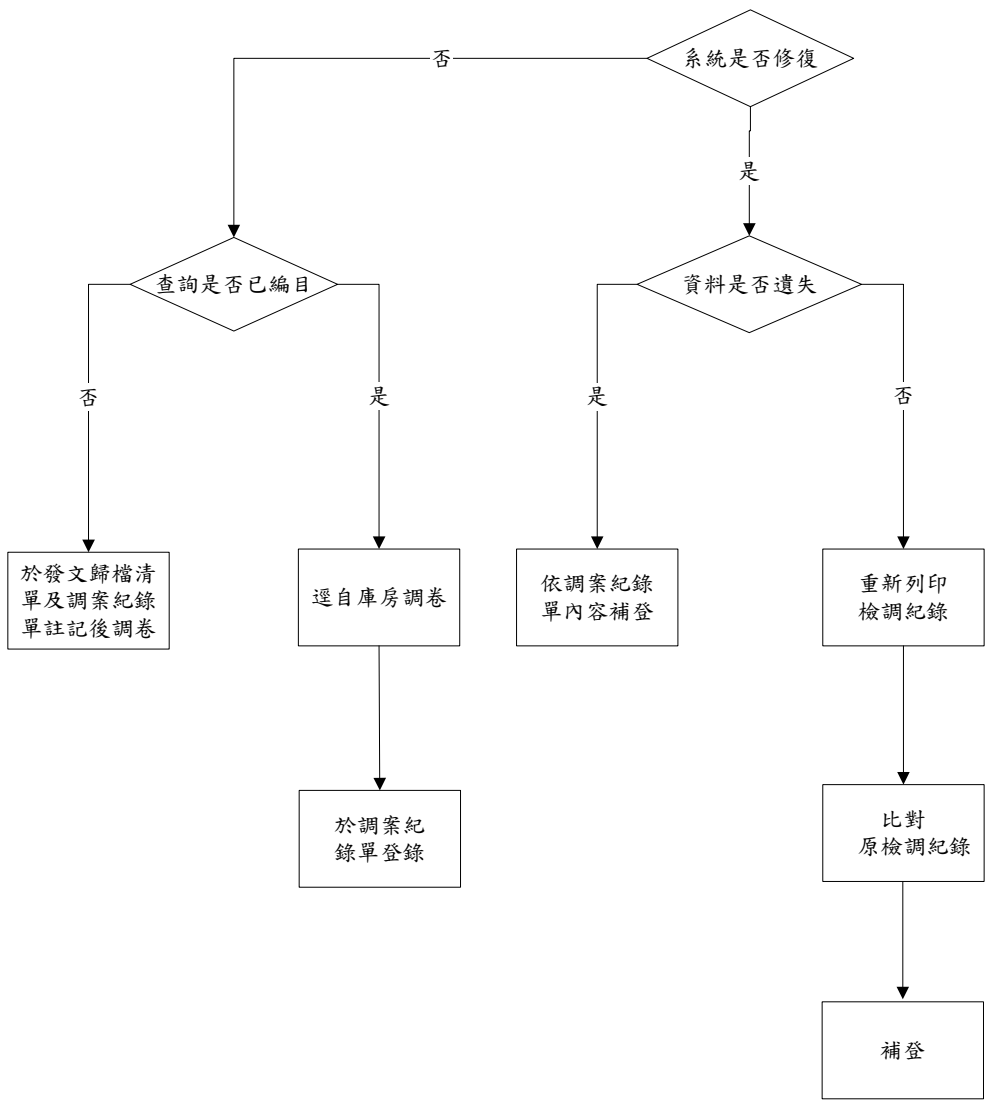 系統是否修復
否
是
查詢是否已編目
資料是否遺失
否
是
是
否
於發文歸檔清
單及調案紀錄
單註記後調卷
逕自庫房調卷
依調案紀錄
單內容補登
重新列印
檢調紀錄
於調案紀
錄單登錄
比對
原檢調紀錄
補登